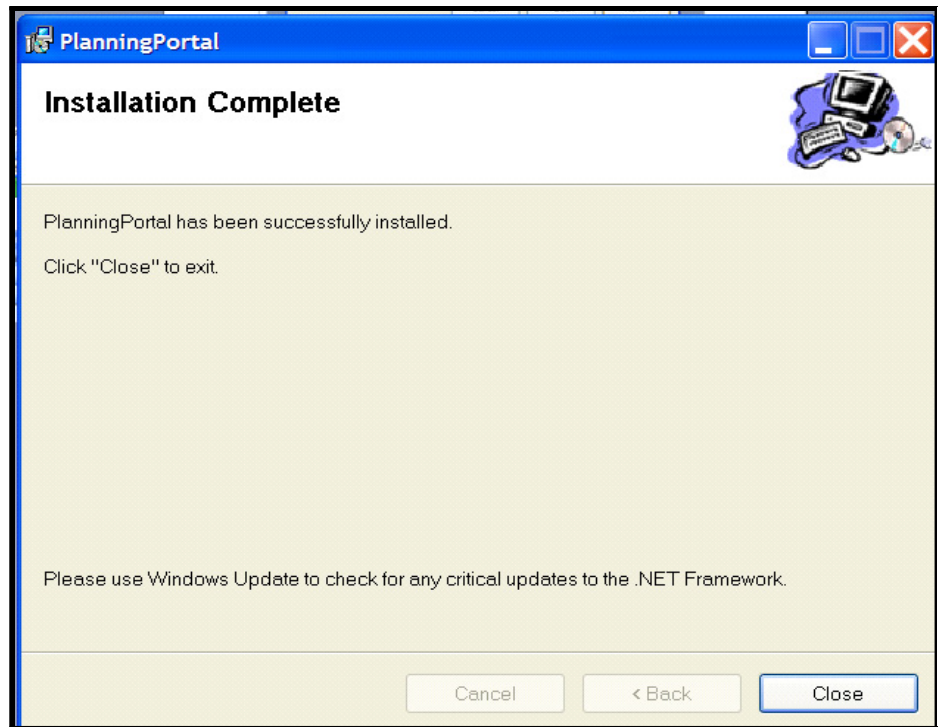 PlanningPortal
Installation Complete
PlanningPortal has been successfully installed.
Click "Close" to exit.
Please use Windows Update to check for any critical updates to the .NET Framework.
Cancel
< Back
Close